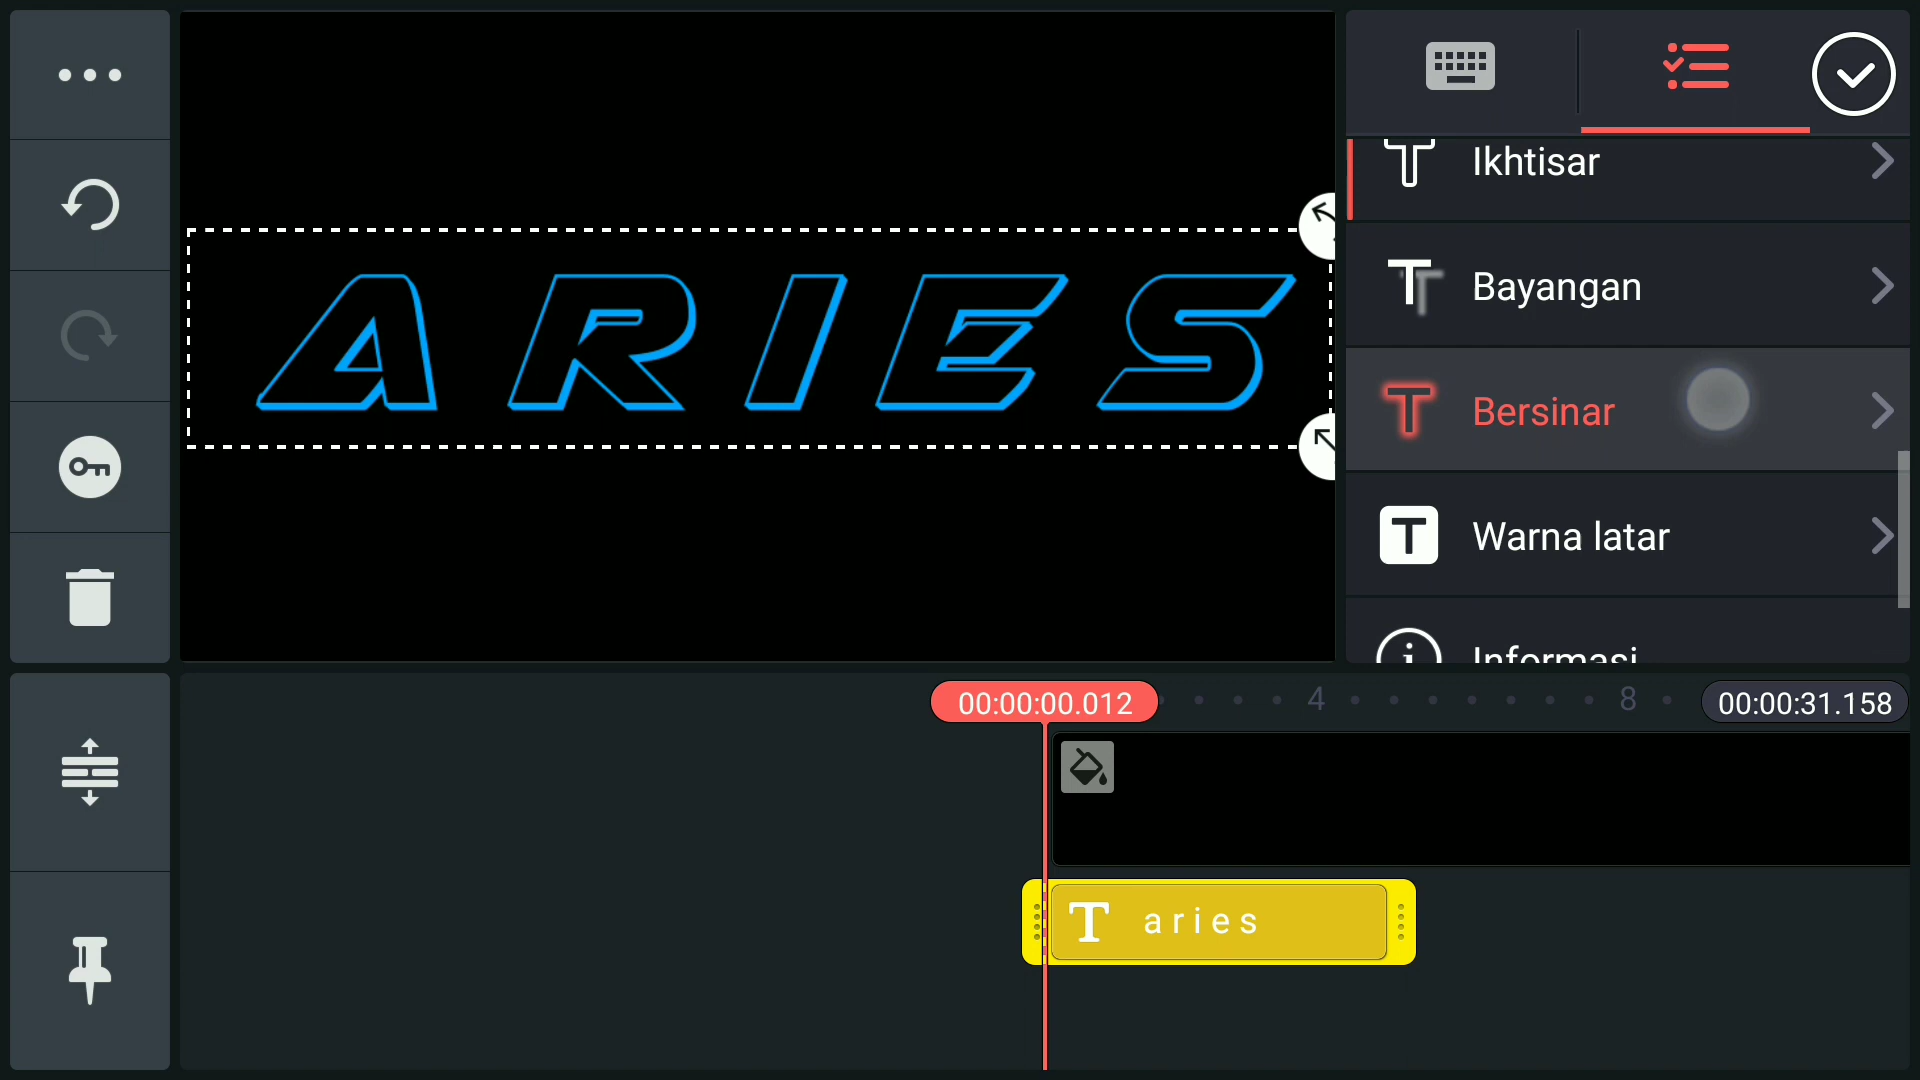 Ikhtisar
ARIES
Bayangan
Bersinar
Warna latar
Informasi
00:00:00.012
4
8
00:00:31.158
T aries